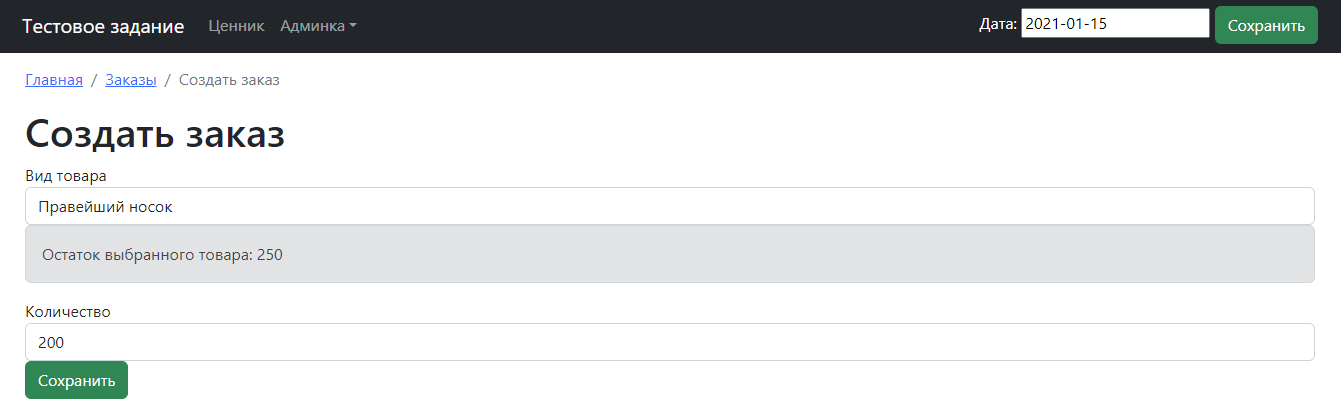 Тестовое задание Ценник Админка Дата: 2021-01-15 Сохранить
Главная / Заказы / Создать заказ
Создать заказ
Вид товара
Правейший носок
Остаток выбранного товара: 250
Количество
200
Сохранить